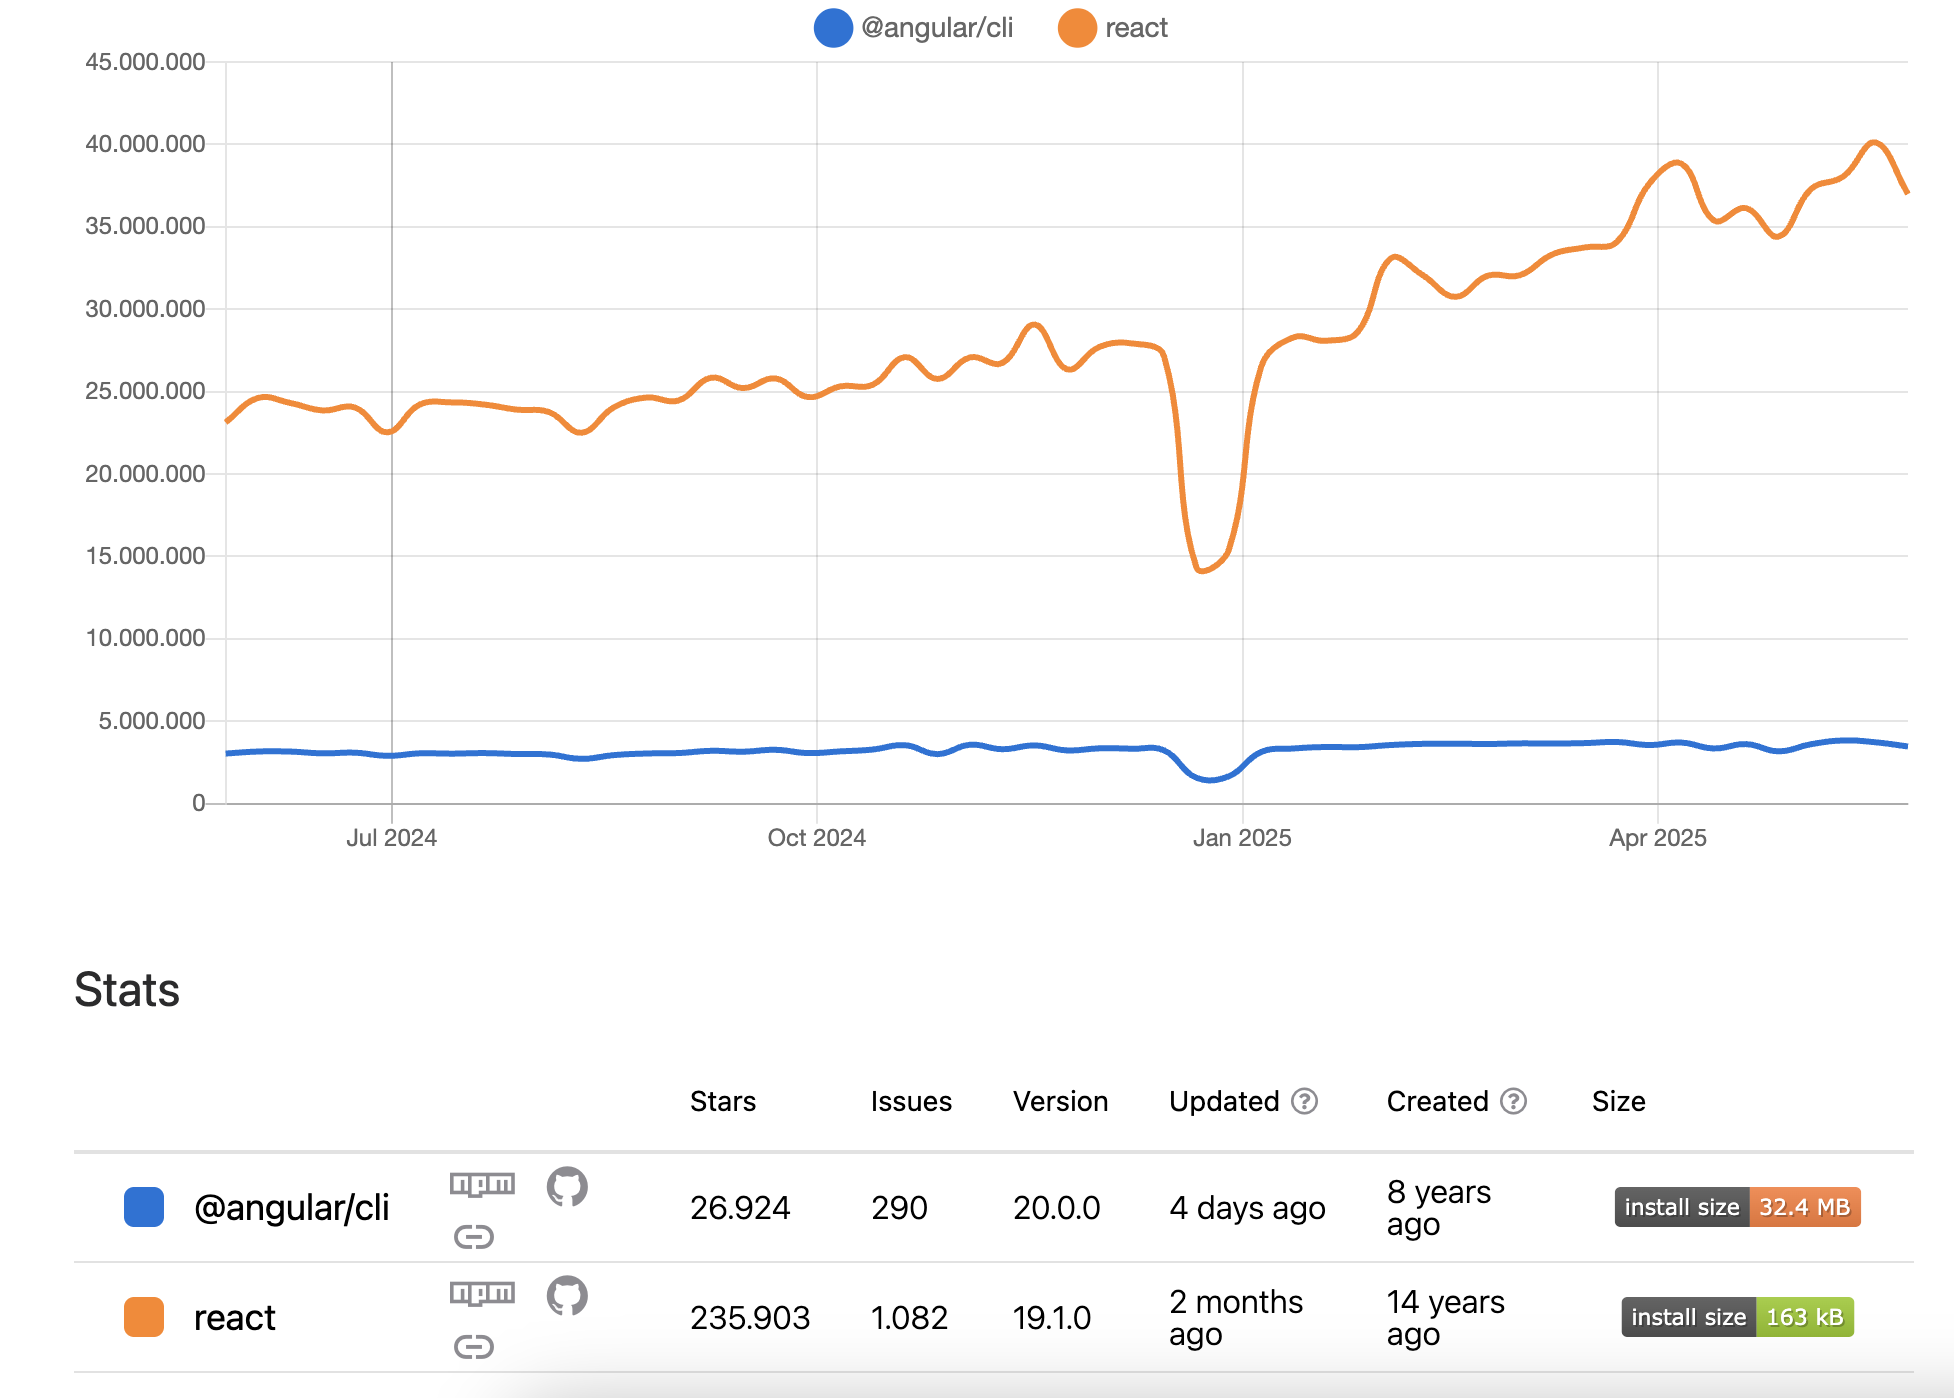 @angular/cli react
45.000.000
40.000.000
35.000.000
30.000.000
25.000.000
20.000.000
15.000.000
10.000.000
5.000.000
0
Jul 2024 Oct 2024 Jan 2025 Apr 2025
Stats
Stars Issues Version Updated ? Created ? Size
@angular/cli npm 26.924 290 20.0.0 4 days ago 8 years
ago install size 32.4 MB
react npm 235.903 1.082 19.1.0 2 months
ago 14 years
ago install size 163 kB